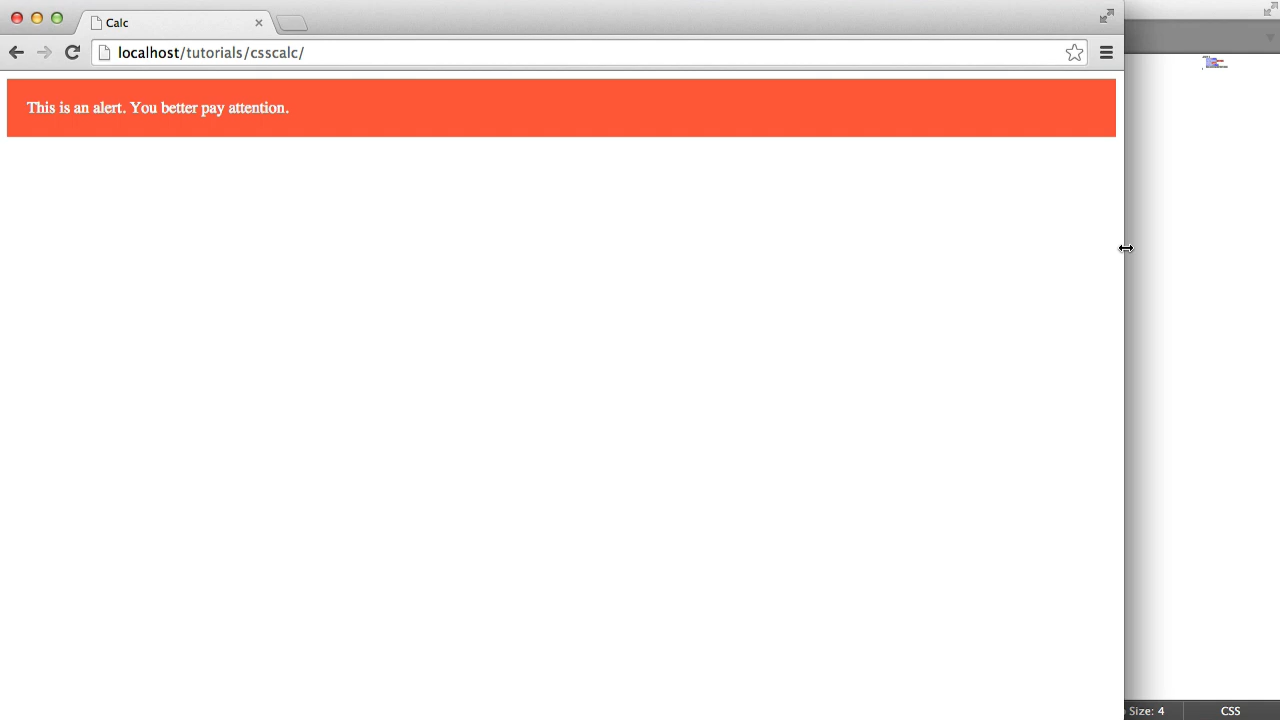 Calc
localhost/tutorials/csscalc/
This is an alert. You better pay attention.
Size: 4
CSS